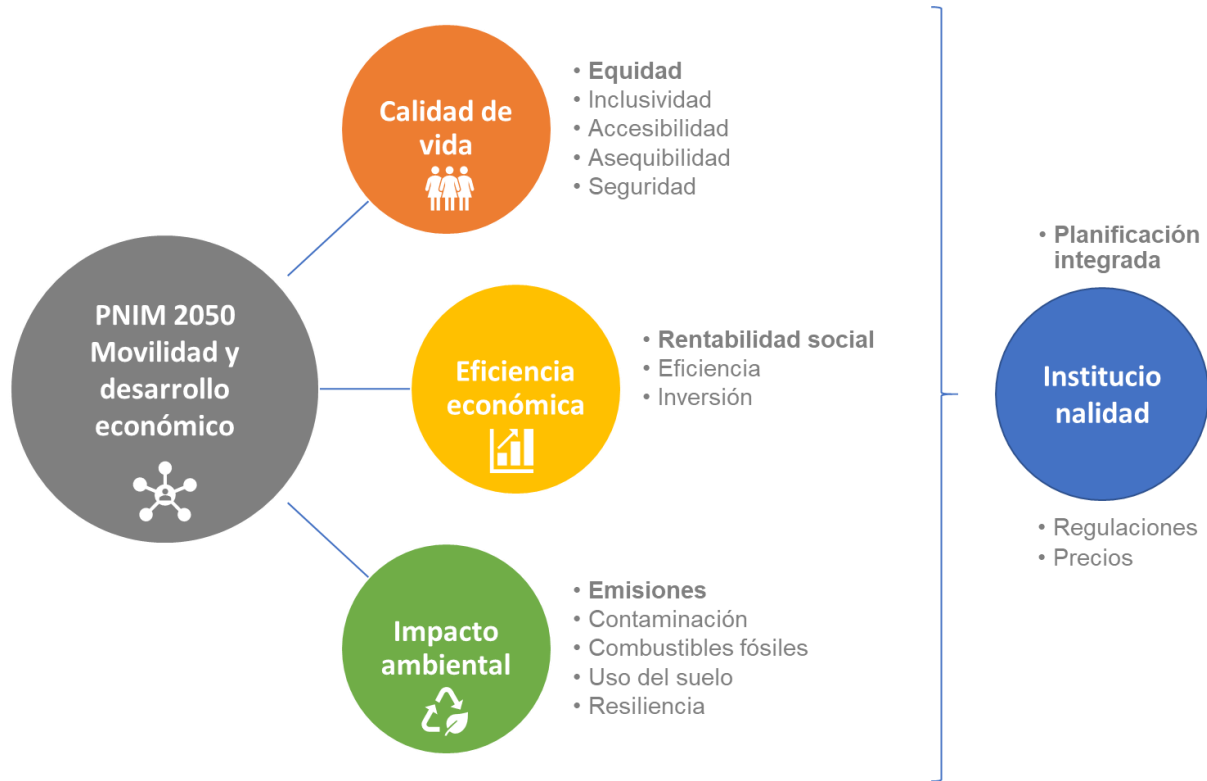 PNIM 2050
Movilidad y
desarrollo
económico
Calidad de
vida
• Equidad
• Inclusividad
• Accesibilidad
• Asequibilidad
• Seguridad
Eficiencia
económica
• Rentabilidad social
• Eficiencia
• Inversión
Impacto
ambiental
• Emisiones
• Contaminación
• Combustibles fósiles
• Uso del suelo
• Resiliencia
• Planificación
integrada
Institucio
nalidad
• Regulaciones
• Precios